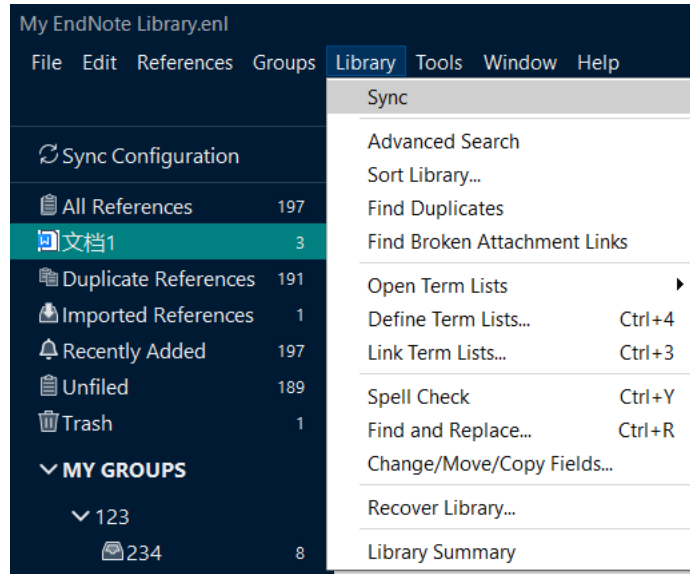 My EndNote Library.enl
File Edit References Groups Library Tools Window Help
Sync Configuration
All References 197
文档1 3
Duplicate References 191
Imported References 1
Recently Added 197
Unfiled 189
Trash 1
MY GROUPS
123
234 8
Sync
Advanced Search
Sort Library...
Find Duplicates
Find Broken Attachment Links
Open Term Lists
Define Term Lists... Ctrl+4
Link Term Lists... Ctrl+3
Spell Check Ctrl+Y
Find and Replace... Ctrl+R
Change/Move/Copy Fields...
Recover Library...
Library Summary